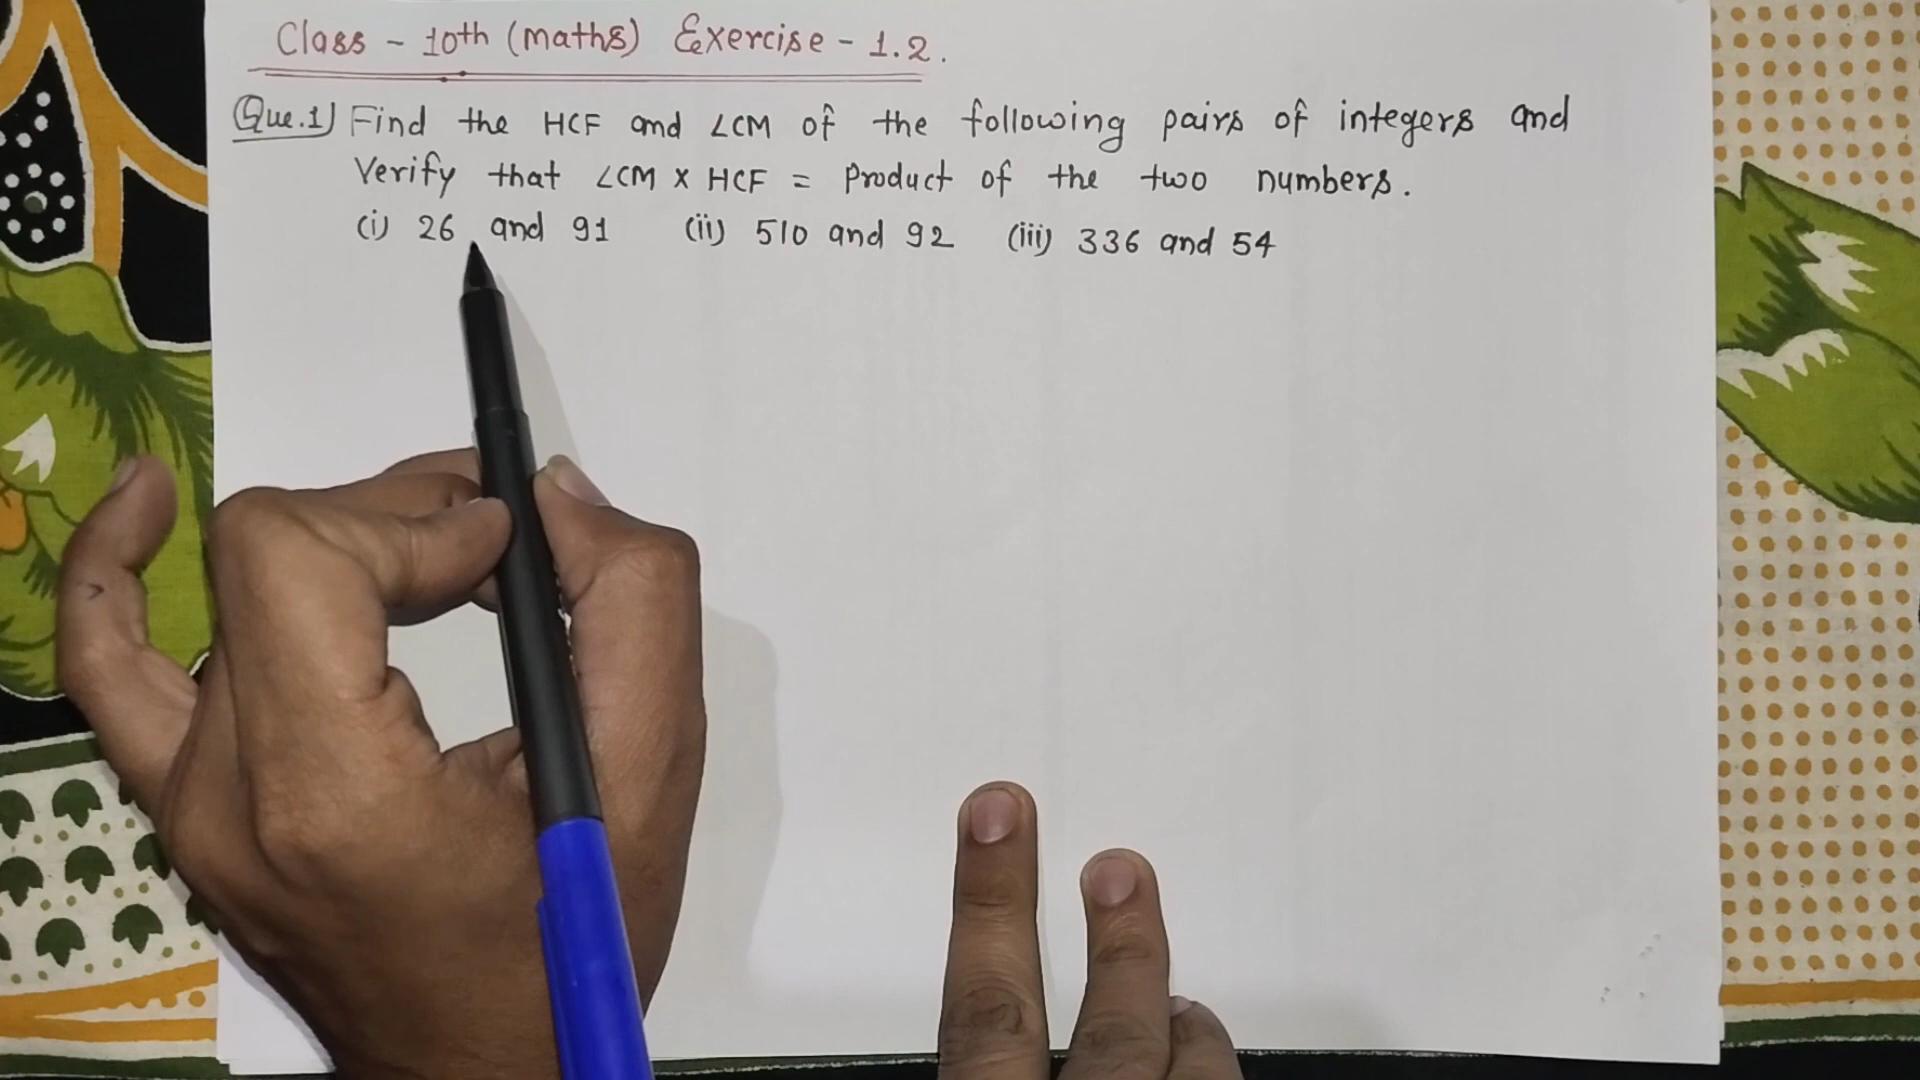 Class - 10th (maths) Exercise - 1.2.
Que.1) Find the HCF and LCM of the following pairs of integers and
Verify that LCM x HCF = Product of the two numbers.
(i) 26 and 91 (ii) 510 and 92 (iii) 336 and 54